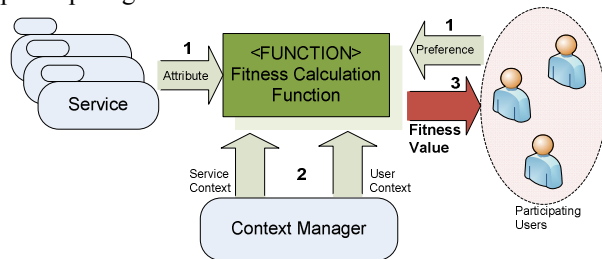 1
Attribute
Service
<FUNCTION>
Fitness Calculation
Function
1
Preference
3
Fitness
Value
Service
Context
2
User
Context
Context Manager
Participating
Users